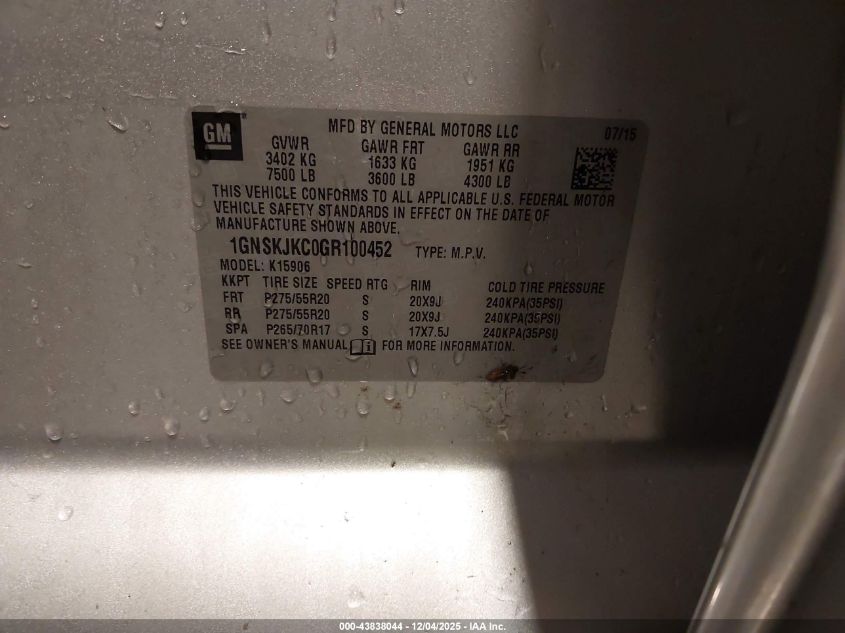 GM
MFD BY GENERAL MOTORS LLC 07/15
GVWR GAWR FRT GAWR RR
3402 KG 1633 KG 1951 KG
7500 LB 3600 LB 4300 LB
THIS VEHICLE CONFORMS TO ALL APPLICABLE U.S. FEDERAL MOTOR
VEHICLE SAFETY STANDARDS IN EFFECT ON THE DATE OF
MANUFACTURE SHOWN ABOVE.
1GNSKJKC0GR100452 TYPE: M.P.V.
MODEL: K15906
KKPT TIRE SIZE SPEED RTG RIM COLD TIRE PRESSURE
FRT P275/55R20 S 20X9J 240KPA(35PSI)
RR P275/55R20 S 20X9J 240KPA(35PSI)
SPA P265/70R17 S 17X7.5J 240KPA(35PSI)
SEE OWNER'S MANUAL i FOR MORE INFORMATION.
000-43838044 - 12/04/2025 - IAA Inc.